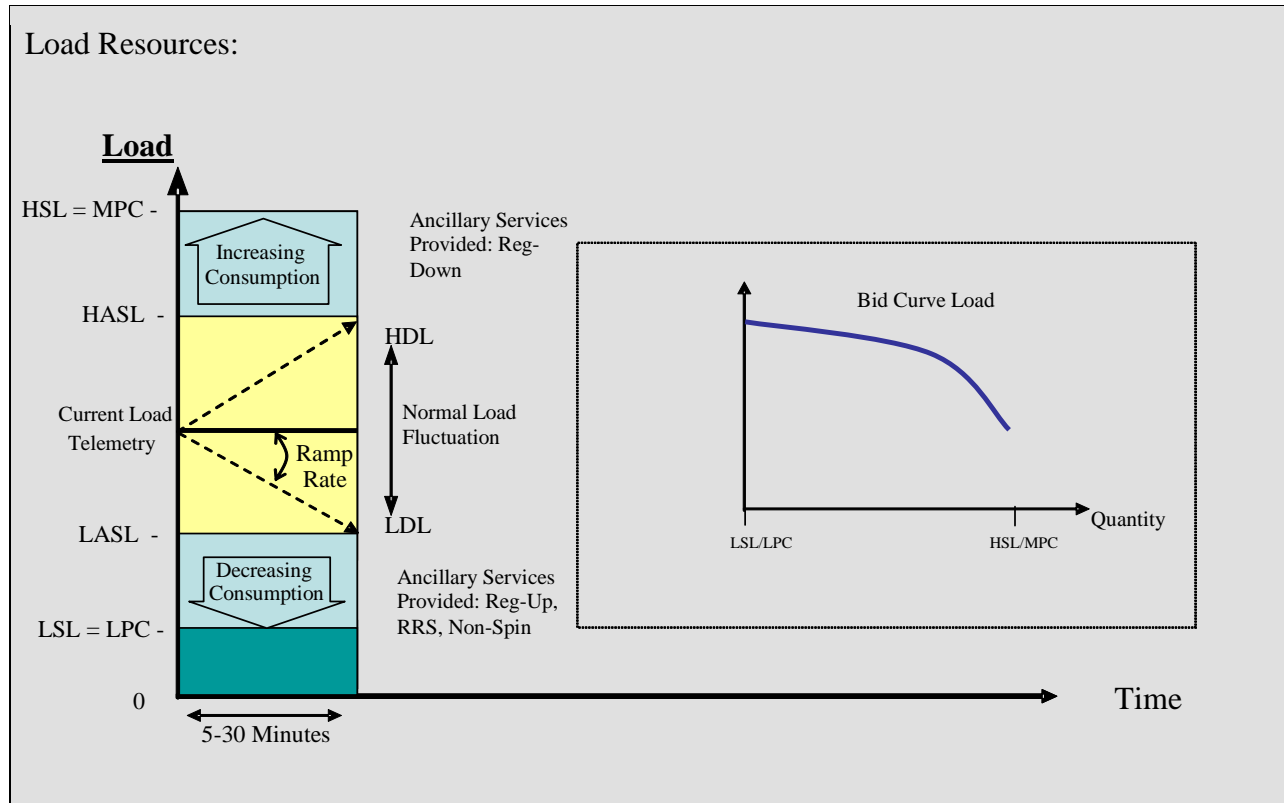 Load Resources:
Load
HSL = MPC -
Increasing
Consumption
Ancillary Services
Provided: Reg-
Down
HASL -
HDL
Current Load
Telemetry
Normal Load
Fluctuation
Ramp
Rate
LASL -
LDL
Decreasing
Consumption
Ancillary Services
Provided: Reg-Up,
RRS, Non-Spin
LSL = LPC -
0
Time
5-30 Minutes
Bid Curve Load
Quantity
LSL/LPC
HSL/MPC